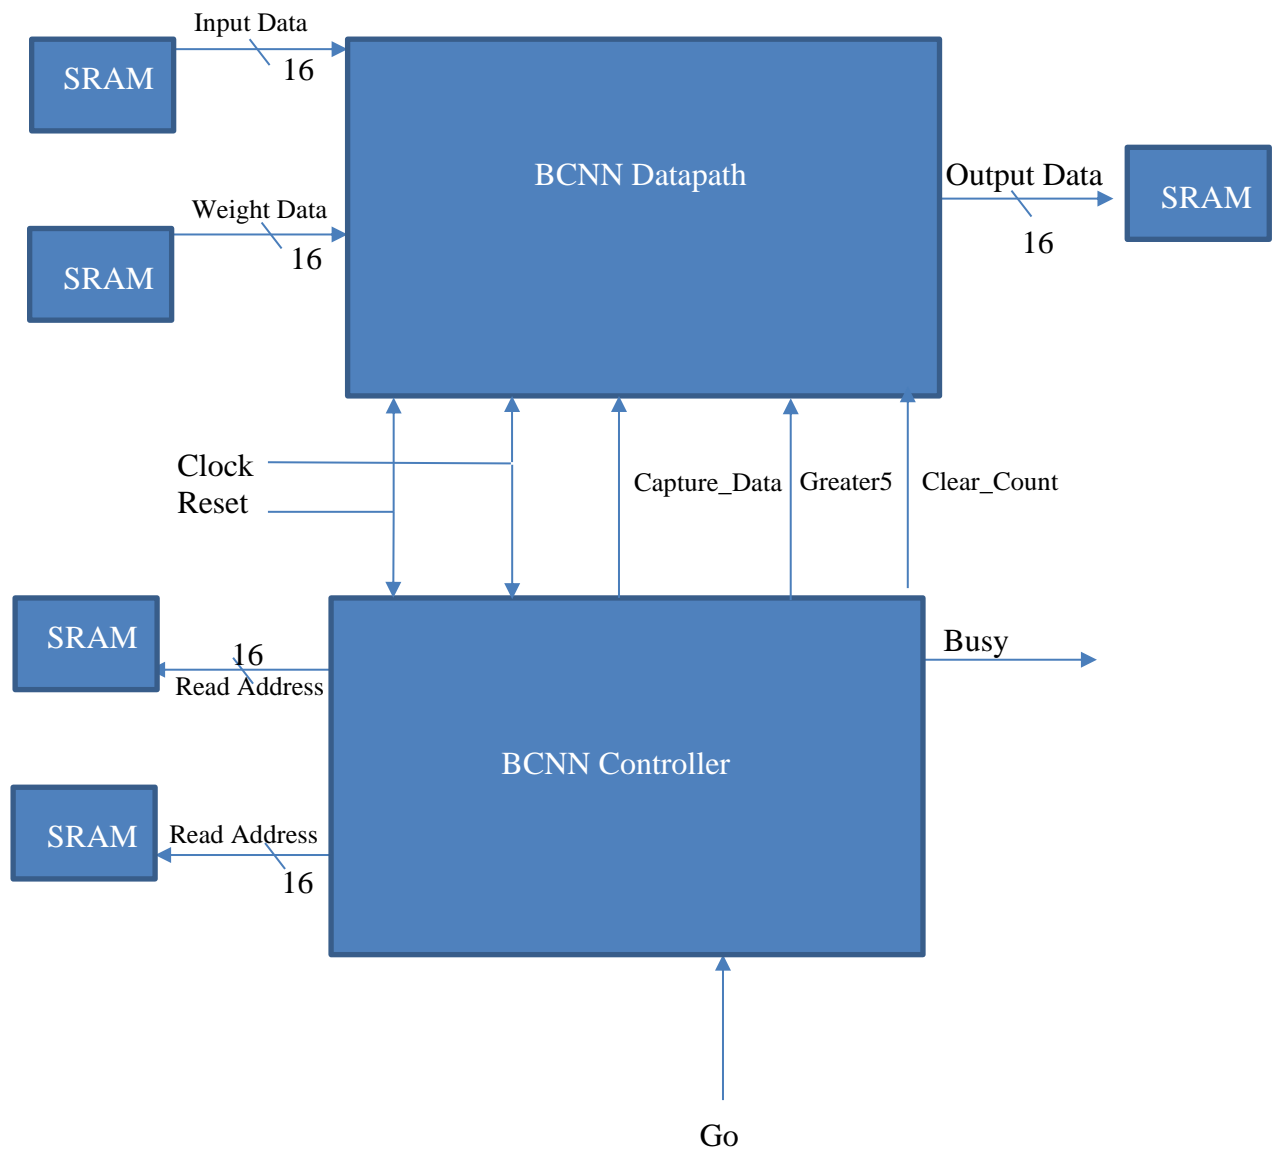 Input Data
SRAM
16
BCNN Datapath
Output Data
SRAM
16
Weight Data
SRAM
16
Clock
Reset
Capture_Data
Greater5
Clear_Count
SRAM
16
Read Address
Busy
BCNN Controller
SRAM
Read Address
16
Go